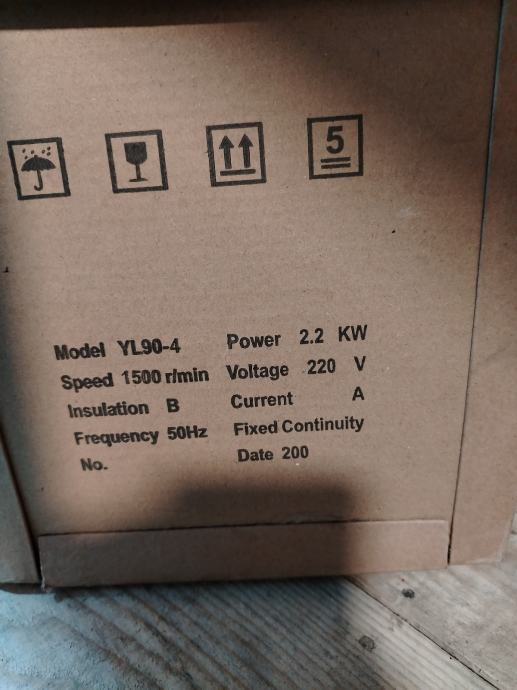 5
Model YL90-4 Power 2.2 KW
Speed 1500 r/min Voltage 220 V
Insulation B Current A
Frequency 50Hz Fixed Continuity
No. Date 200